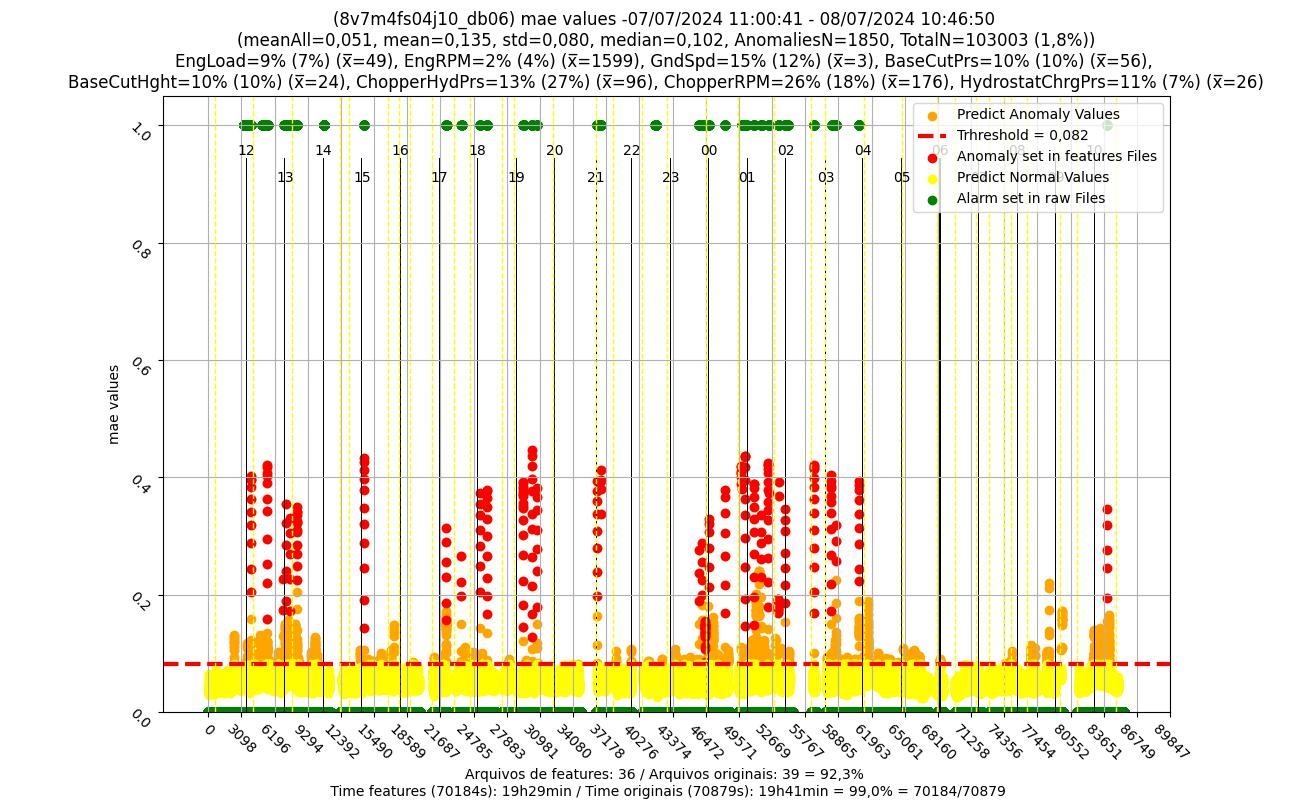 (8v7m4fs04j10_db06) mae values -07/07/2024 11:00:41 - 08/07/2024 10:46:50
(meanAll=0,051, mean=0,135, std=0,080, median=0,102, AnomaliesN=1850, TotalN=103003 (1,8%))
EngLoad=9% (7%) (x̅=49), EngRPM=2% (4%) (x̅=1599), GndSpd=15% (12%) (x̅=3), BaseCutPrs=10% (10%) (x̅=56),
BaseCutHght=10% (10%) (x̅=24), ChopperHydPrs=13% (27%) (x̅=96), ChopperRPM=26% (18%) (x̅=176), HydrostatChrgPrs=11% (7%) (x̅=26)
Predict Anomaly Values
Trhreshold = 0,082
Anomaly set in features Files
Predict Normal Values
Alarm set in raw Files
12 14 16 18 20 22 00 02 04 06 08 10
13 15 17 19 21 23 01 03 05
mae values
1.0
0.8
0.6
0.4
0.2
0.0
0 3098 6196 9294 12392 15490 18589 21687 24785 27883 30981 34080 37178 40276 43374 46472 49571 52669 55767 58865 61963 65061 68160 71258 74356 77454 80552 83651 86749 89847
Arquivos de features: 36 / Arquivos originais: 39 = 92,3%
Time features (70184s): 19h29min / Time originais (70879s): 19h41min = 99,0% = 70184/70879